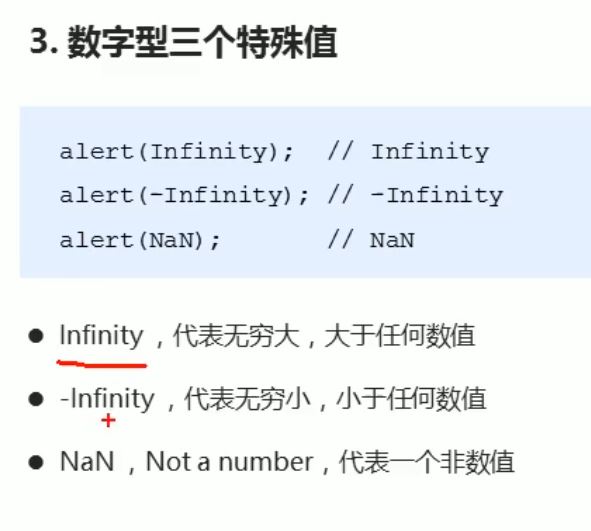 3. 数字型三个特殊值
alert(Infinity);  // Infinity
alert(-Infinity); // -Infinity
alert(NaN);       // NaN
● Infinity，代表无穷大，大于任何数值
● -Infinity，代表无穷小，小于任何数值
● NaN，Not a number，代表一个非数值